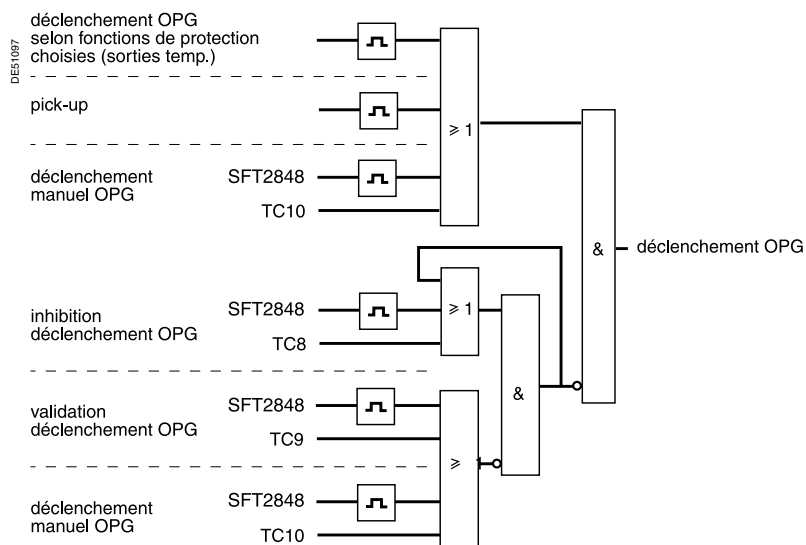 DE51097
déclenchement OPG
selon fonctions de protection
choisies (sorties temp.)
pick-up
⩾ 1
déclenchement
manuel OPG
SFT2848
TC10
&
déclenchement OPG
inhibition
déclenchement OPG
SFT2848
TC8
⩾ 1
&
validation
déclenchement OPG
SFT2848
TC9
⩾ 1
déclenchement
manuel OPG
SFT2848
TC10